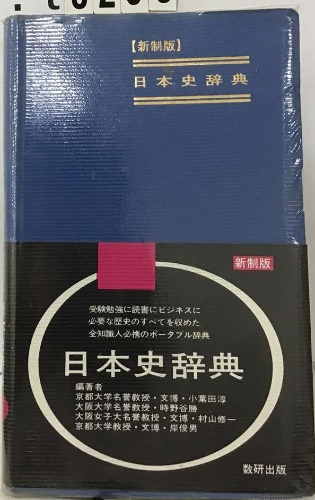 【新制版】
日本史辞典
新制版
受験勉強に読書にビジネスに
必要な歴史のすべてを収めた
全知識人必携のポータブル辞典
日本史辞典
編著者
京都大学名誉教授・文博・小葉田淳
大阪大学名誉教授・時野谷勝
大阪女子大名誉教授・文博・村山修一
京都大学教授・文博・岸俊男
数研出版